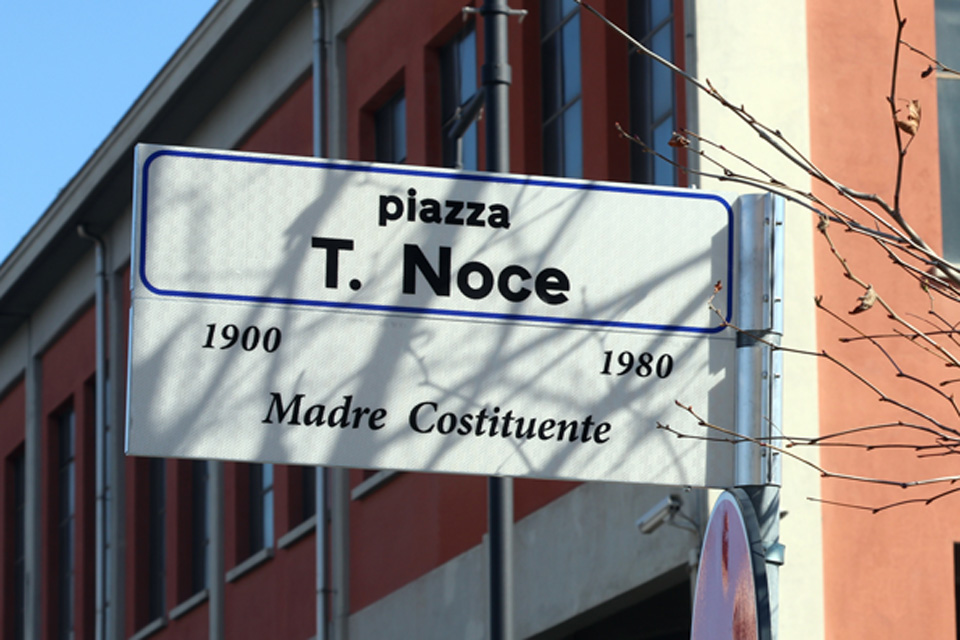 piazza
T. Noce
1900 1980
Madre Costituente